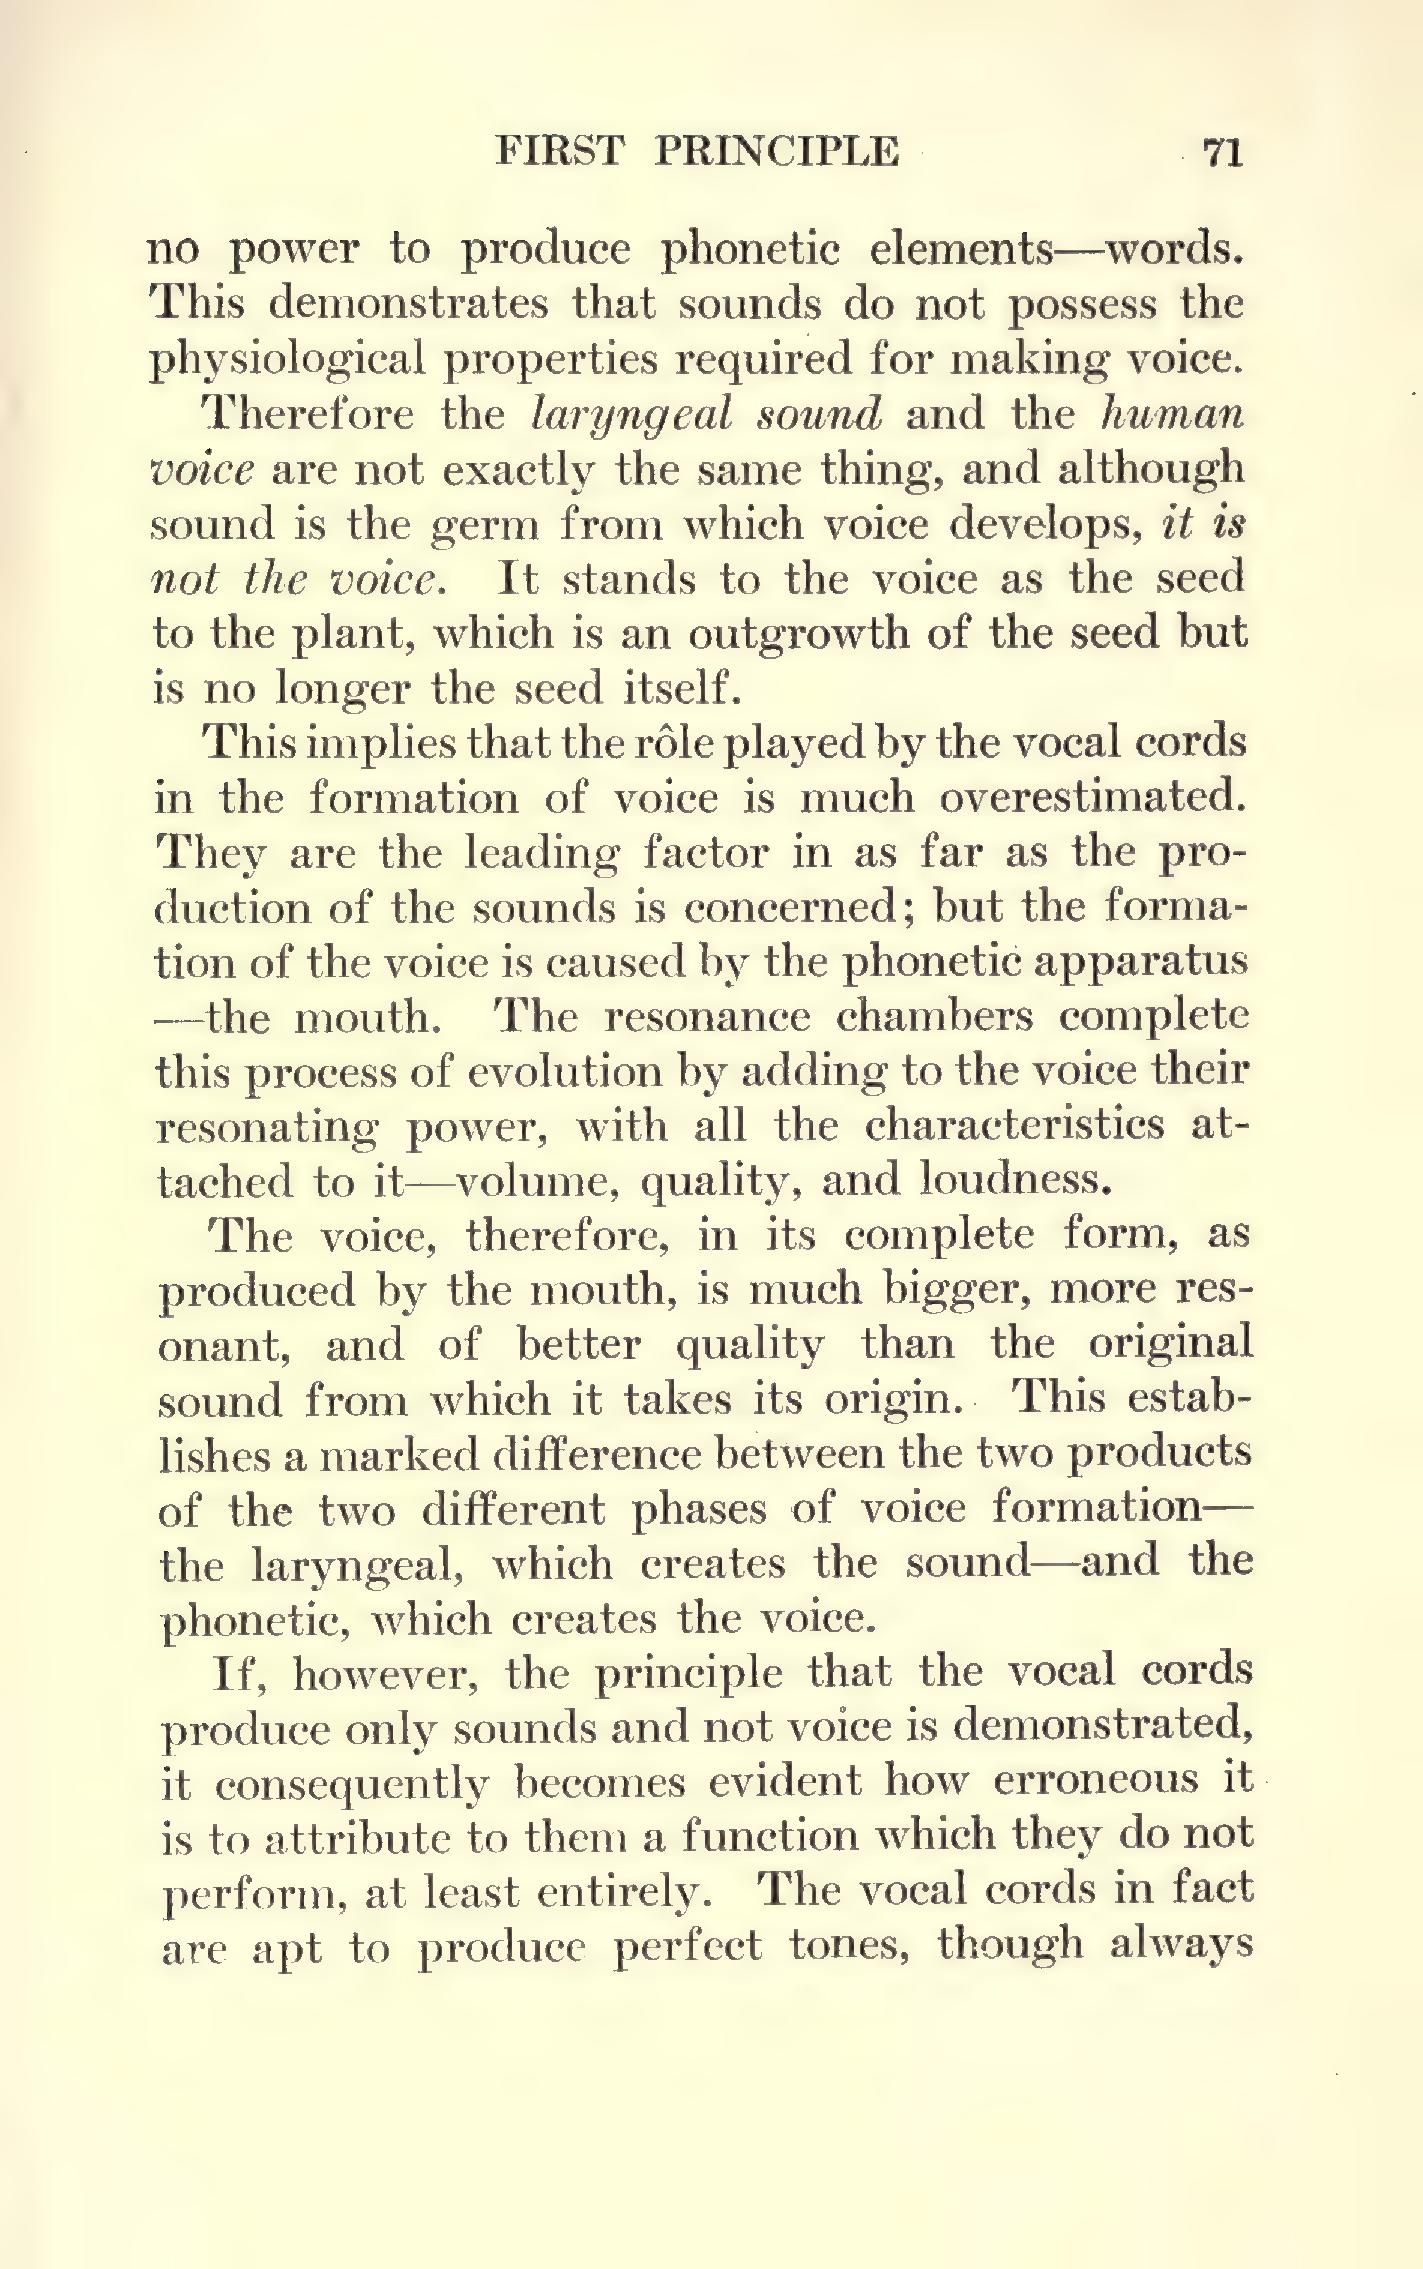 FIRST PRINCIPLE 71
no power to produce phonetic elements—words.
This demonstrates that sounds do not possess the
physiological properties required for making voice.
Therefore the laryngeal sound and the human
voice are not exactly the same thing, and although
sound is the germ from which voice develops, it is
not the voice. It stands to the voice as the seed
to the plant, which is an outgrowth of the seed but
is no longer the seed itself.
This implies that the rôle played by the vocal cords
in the formation of voice is much overestimated.
They are the leading factor in as far as the pro-
duction of the sounds is concerned; but the forma-
tion of the voice is caused by the phonetic apparatus
—the mouth. The resonance chambers complete
this process of evolution by adding to the voice their
resonating power, with all the characteristics at-
tached to it—volume, quality, and loudness.
The voice, therefore, in its complete form, as
produced by the mouth, is much bigger, more res-
onant, and of better quality than the original
sound from which it takes its origin. This estab-
lishes a marked difference between the two products
of the two different phases of voice formation—
the laryngeal, which creates the sound—and the
phonetic, which creates the voice.
If, however, the principle that the vocal cords
produce only sounds and not voice is demonstrated,
it consequently becomes evident how erroneous it
is to attribute to them a function which they do not
perform, at least entirely. The vocal cords in fact
are apt to produce perfect tones, though always